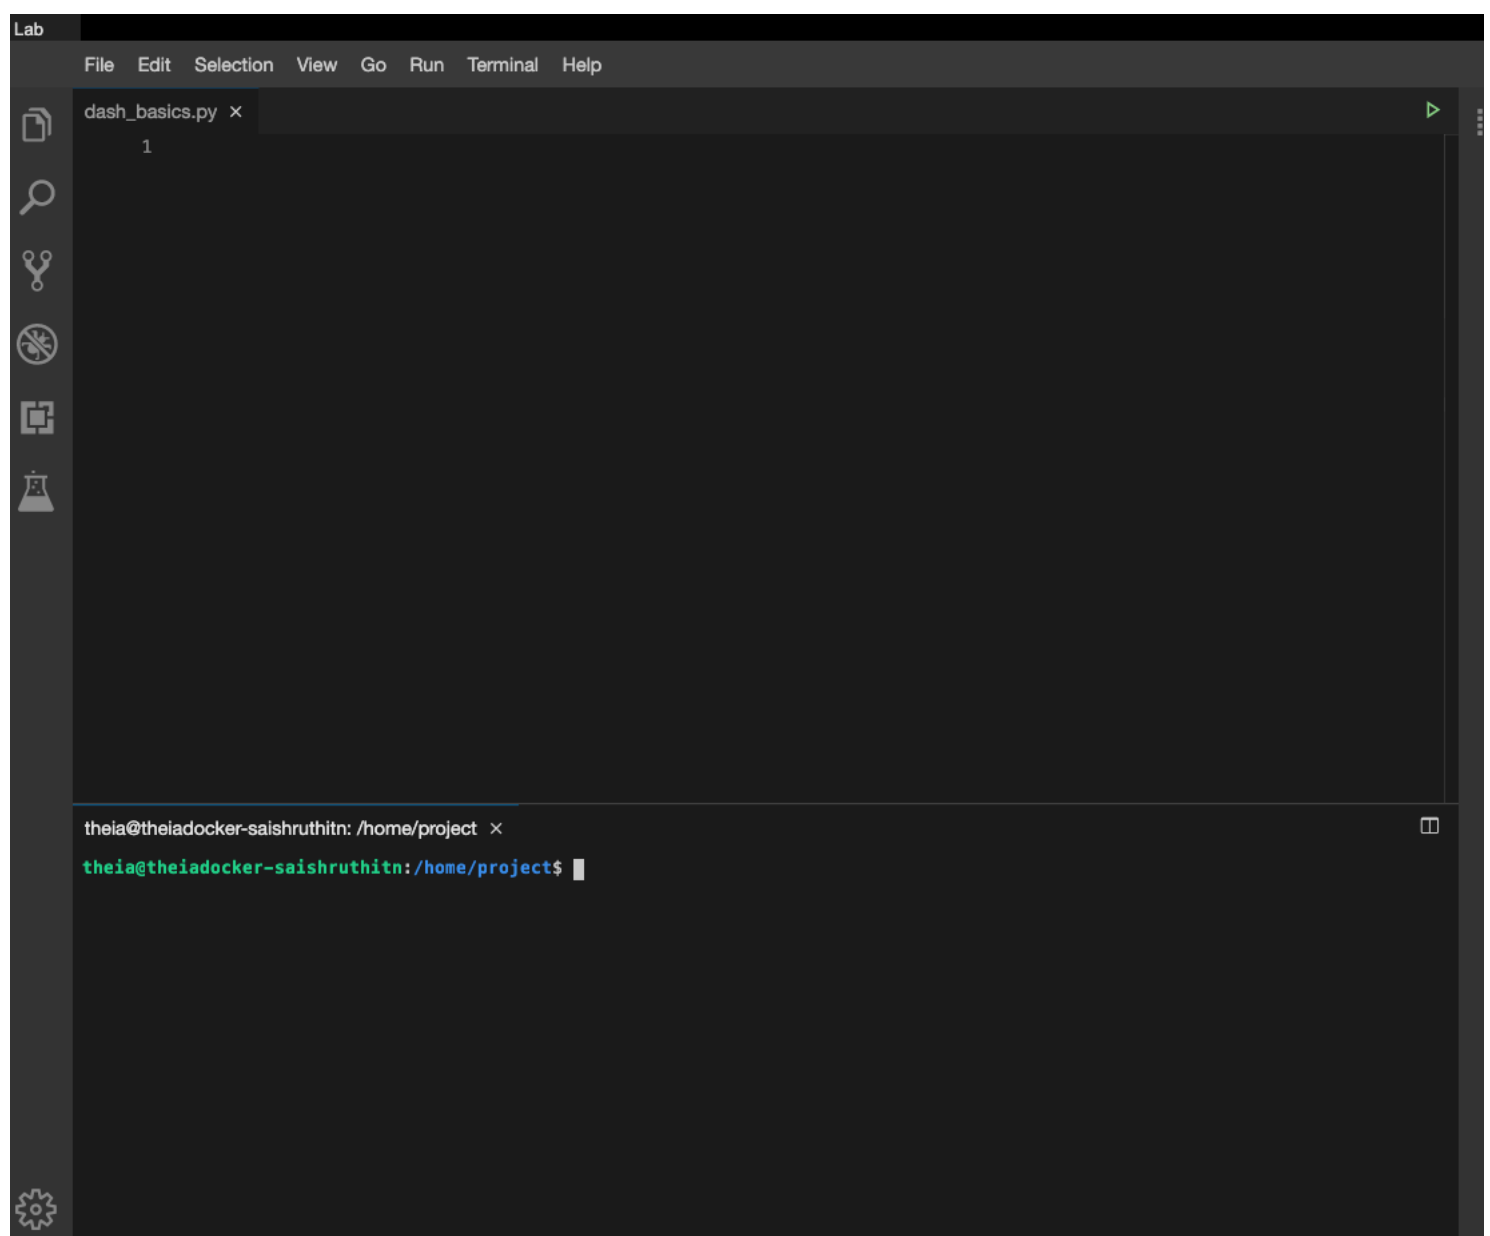 Lab
File Edit Selection View Go Run Terminal Help
dash_basics.py ×
1
theia@theiadocker-saishruthitn: /home/project ×
theia@theiadocker-saishruthitn:/home/project$